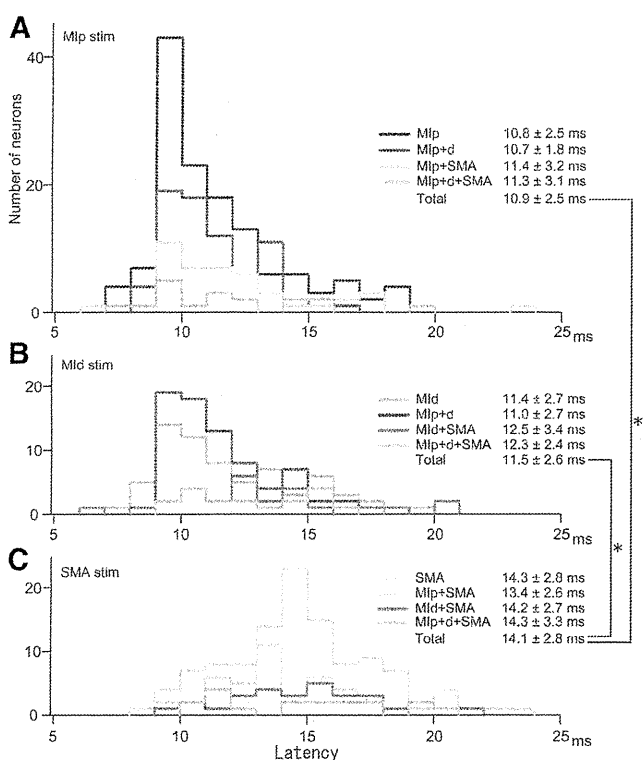 A
MIp stim
Number of neurons
40
20
0
MIp 10.8 ± 2.5 ms
MIp+d 10.7 ± 1.8 ms
MIp+SMA 11.4 ± 3.2 ms
MIp+d+SMA 11.3 ± 3.1 ms
Total 10.9 ± 2.5 ms
5 10 15 20 25 ms
B
MId stim
20
10
0
MId 11.4 ± 2.7 ms
MIp+d 11.0 ± 2.7 ms
MId+SMA 12.5 ± 3.4 ms
MIp+d+SMA 12.3 ± 2.4 ms
Total 11.5 ± 2.6 ms
*
*
5 10 15 20 25 ms
C
SMA stim
20
10
0
SMA 14.3 ± 2.8 ms
MIp+SMA 13.4 ± 2.6 ms
MId+SMA 14.2 ± 2.7 ms
MIp+d+SMA 14.3 ± 3.3 ms
Total 14.1 ± 2.8 ms
5 10 15 20 25 ms
Latency